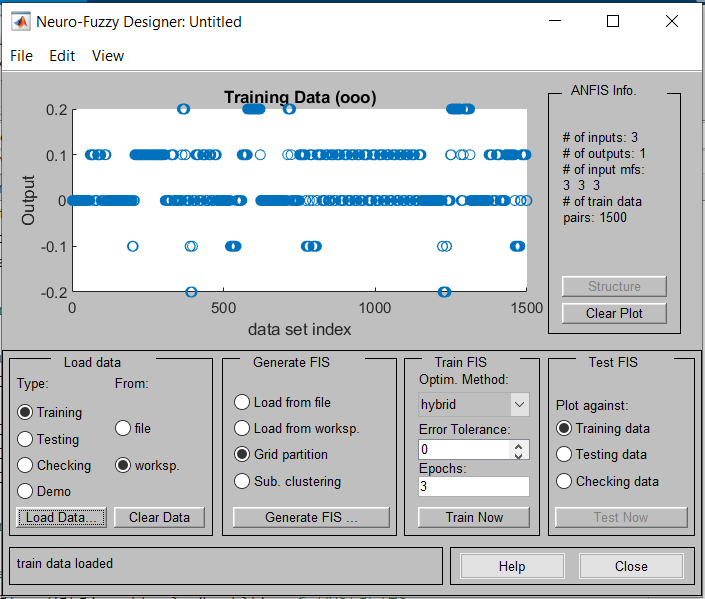 Neuro-Fuzzy Designer: Untitled
File Edit View
Training Data (ooo)
0.2
0.1
0
-0.1
-0.2
Output
0 500 1000 1500
data set index
ANFIS Info.
# of inputs: 3
# of outputs: 1
# of input mfs:
3 3 3
# of train data
pairs: 1500
Structure
Clear Plot
Load data
Type: From:
Training
file
Testing
Checking
worksp.
Demo
Load Data... Clear Data
Generate FIS
Load from file
Load from worksp.
Grid partition
Sub. clustering
Generate FIS ...
Train FIS
Optim. Method:
hybrid
Error Tolerance:
0
Epochs:
3
Train Now
Test FIS
Plot against:
Training data
Testing data
Checking data
Test Now
train data loaded
Help Close